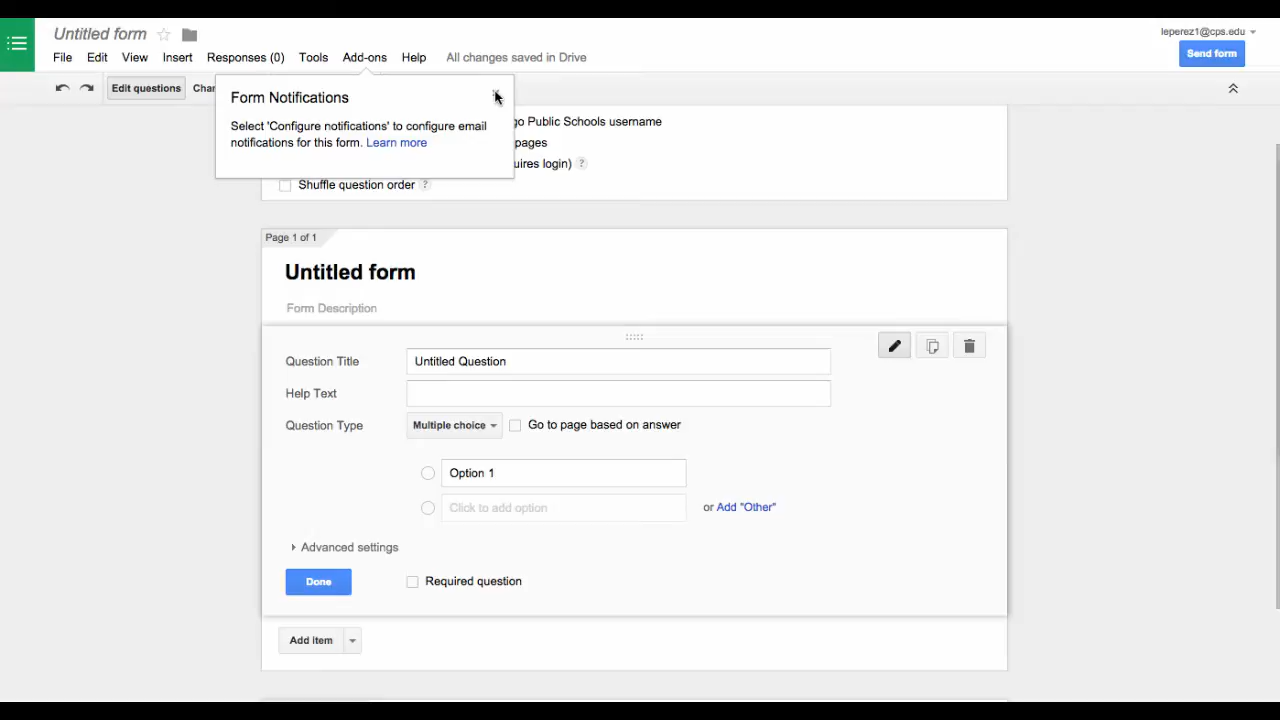 Untitled form
leperez1@cps.edu
File Edit View Insert Responses (0) Tools Add-ons Help All changes saved in Drive
Send form
Edit questions
Form Notifications
Select 'Configure notifications' to configure email
notifications for this form. Learn more
Public Schools username
pages
login) ?
Shuffle question order ?
Page 1 of 1
Untitled form
Form Description
Question Title Untitled Question
Help Text
Question Type Multiple choice Go to page based on answer
Option 1
Click to add option or Add "Other"
Advanced settings
Done Required question
Add item